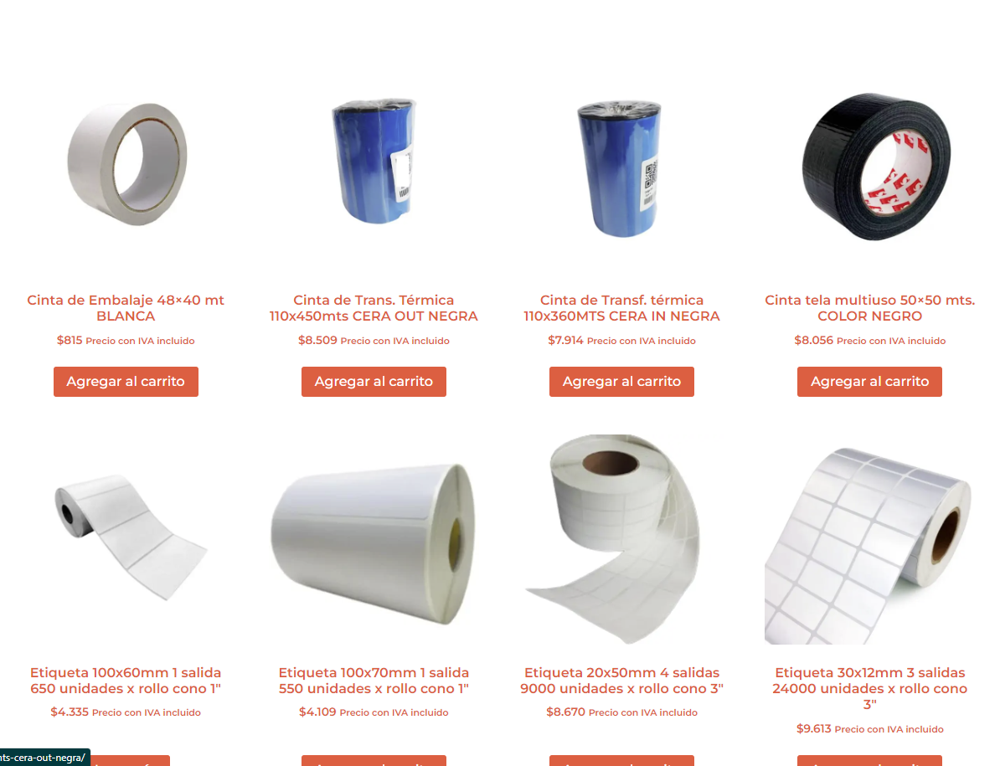 Cinta de Embalaje 48×40 mt
BLANCA
$815 Precio con IVA incluido
Agregar al carrito
Cinta de Trans. Térmica
110x450mts CERA OUT NEGRA
$8.509 Precio con IVA incluido
Agregar al carrito
Cinta de Transf. térmica
110x360MTS CERA IN NEGRA
$7.914 Precio con IVA incluido
Agregar al carrito
Cinta tela multiuso 50×50 mts.
COLOR NEGRO
$8.056 Precio con IVA incluido
Agregar al carrito
Etiqueta 100x60mm 1 salida
650 unidades x rollo cono 1"
$4.335 Precio con IVA incluido
Etiqueta 100x70mm 1 salida
550 unidades x rollo cono 1"
$4.109 Precio con IVA incluido
Etiqueta 20x50mm 4 salidas
9000 unidades x rollo cono 3"
$8.670 Precio con IVA incluido
Etiqueta 30x12mm 3 salidas
24000 unidades x rollo cono
3"
$9.613 Precio con IVA incluido
nts-cera-out-negra/